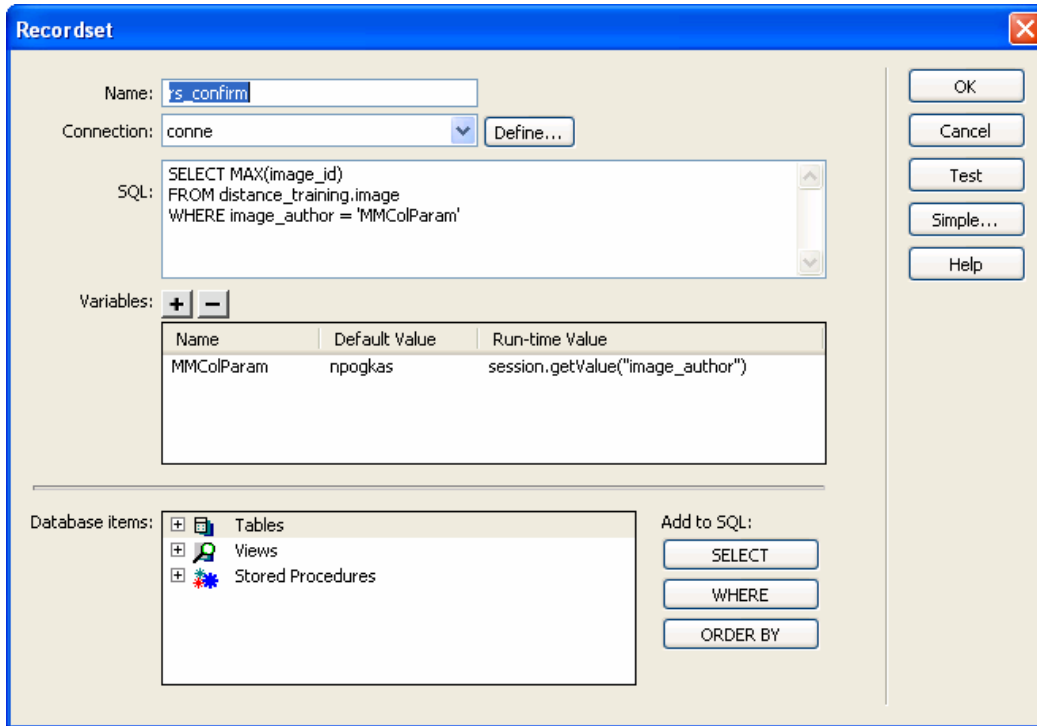 Recordset
Name: rs_confirm
OK
Connection: conne Define...
Cancel
SQL: SELECT MAX(image_id)
FROM distance_training.image
WHERE image_author = 'MMColParam'
Test
Simple...
Help
Variables: + −
Name Default Value Run-time Value
MMColParam npogkas session.getValue("image_author")
Database items: Tables
Views
Stored Procedures
Add to SQL:
SELECT
WHERE
ORDER BY